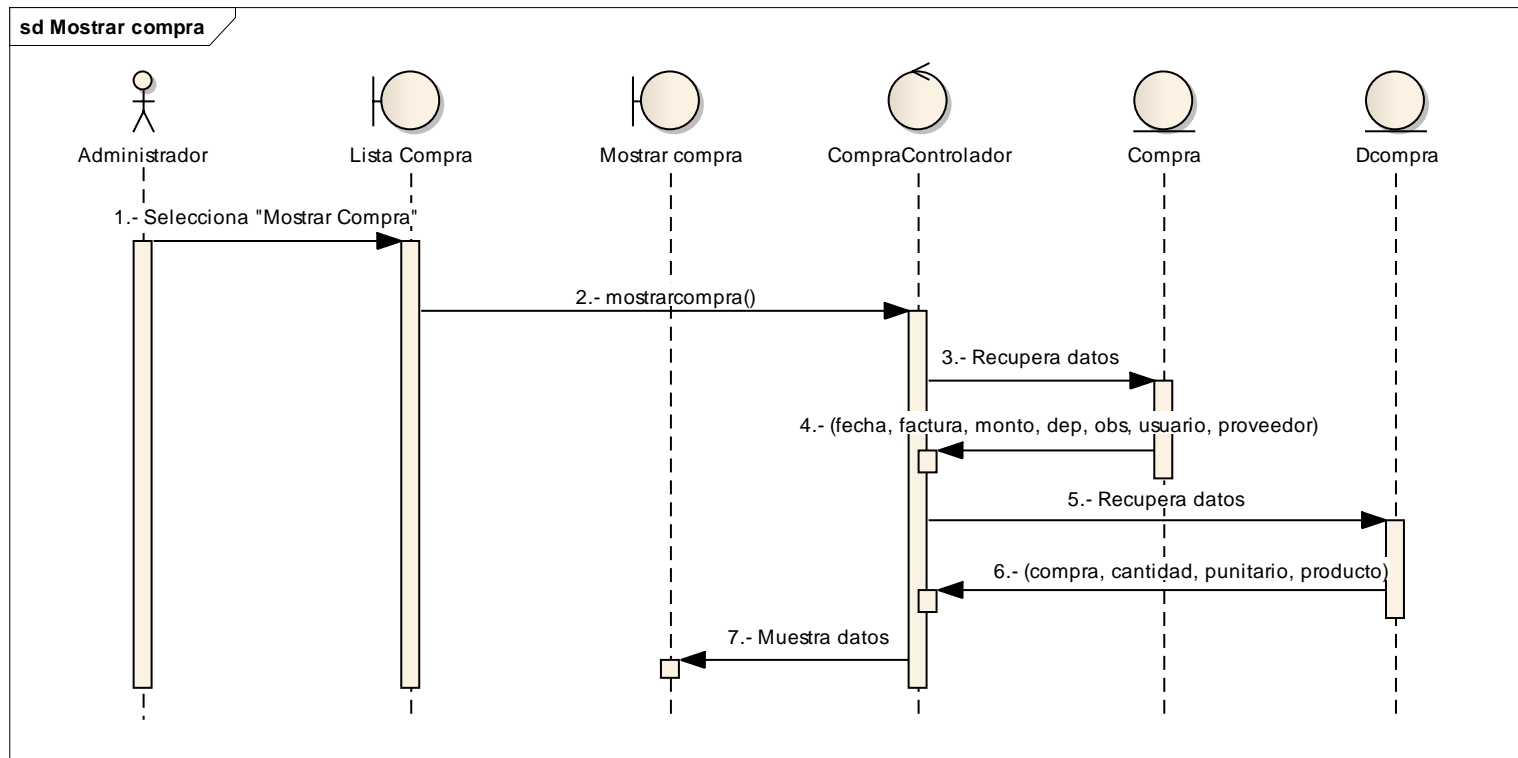 sd Mostrar compra
Administrador
Lista Compra
Mostrar compra
CompraControlador
Compra
Dcompra
1.- Selecciona "Mostrar Compra"
2.- mostrarcompra()
3.- Recupera datos
4.- (fecha, factura, monto, dep, obs, usuario, proveedor)
5.- Recupera datos
6.- (compra, cantidad, punitario, producto)
7.- Muestra datos